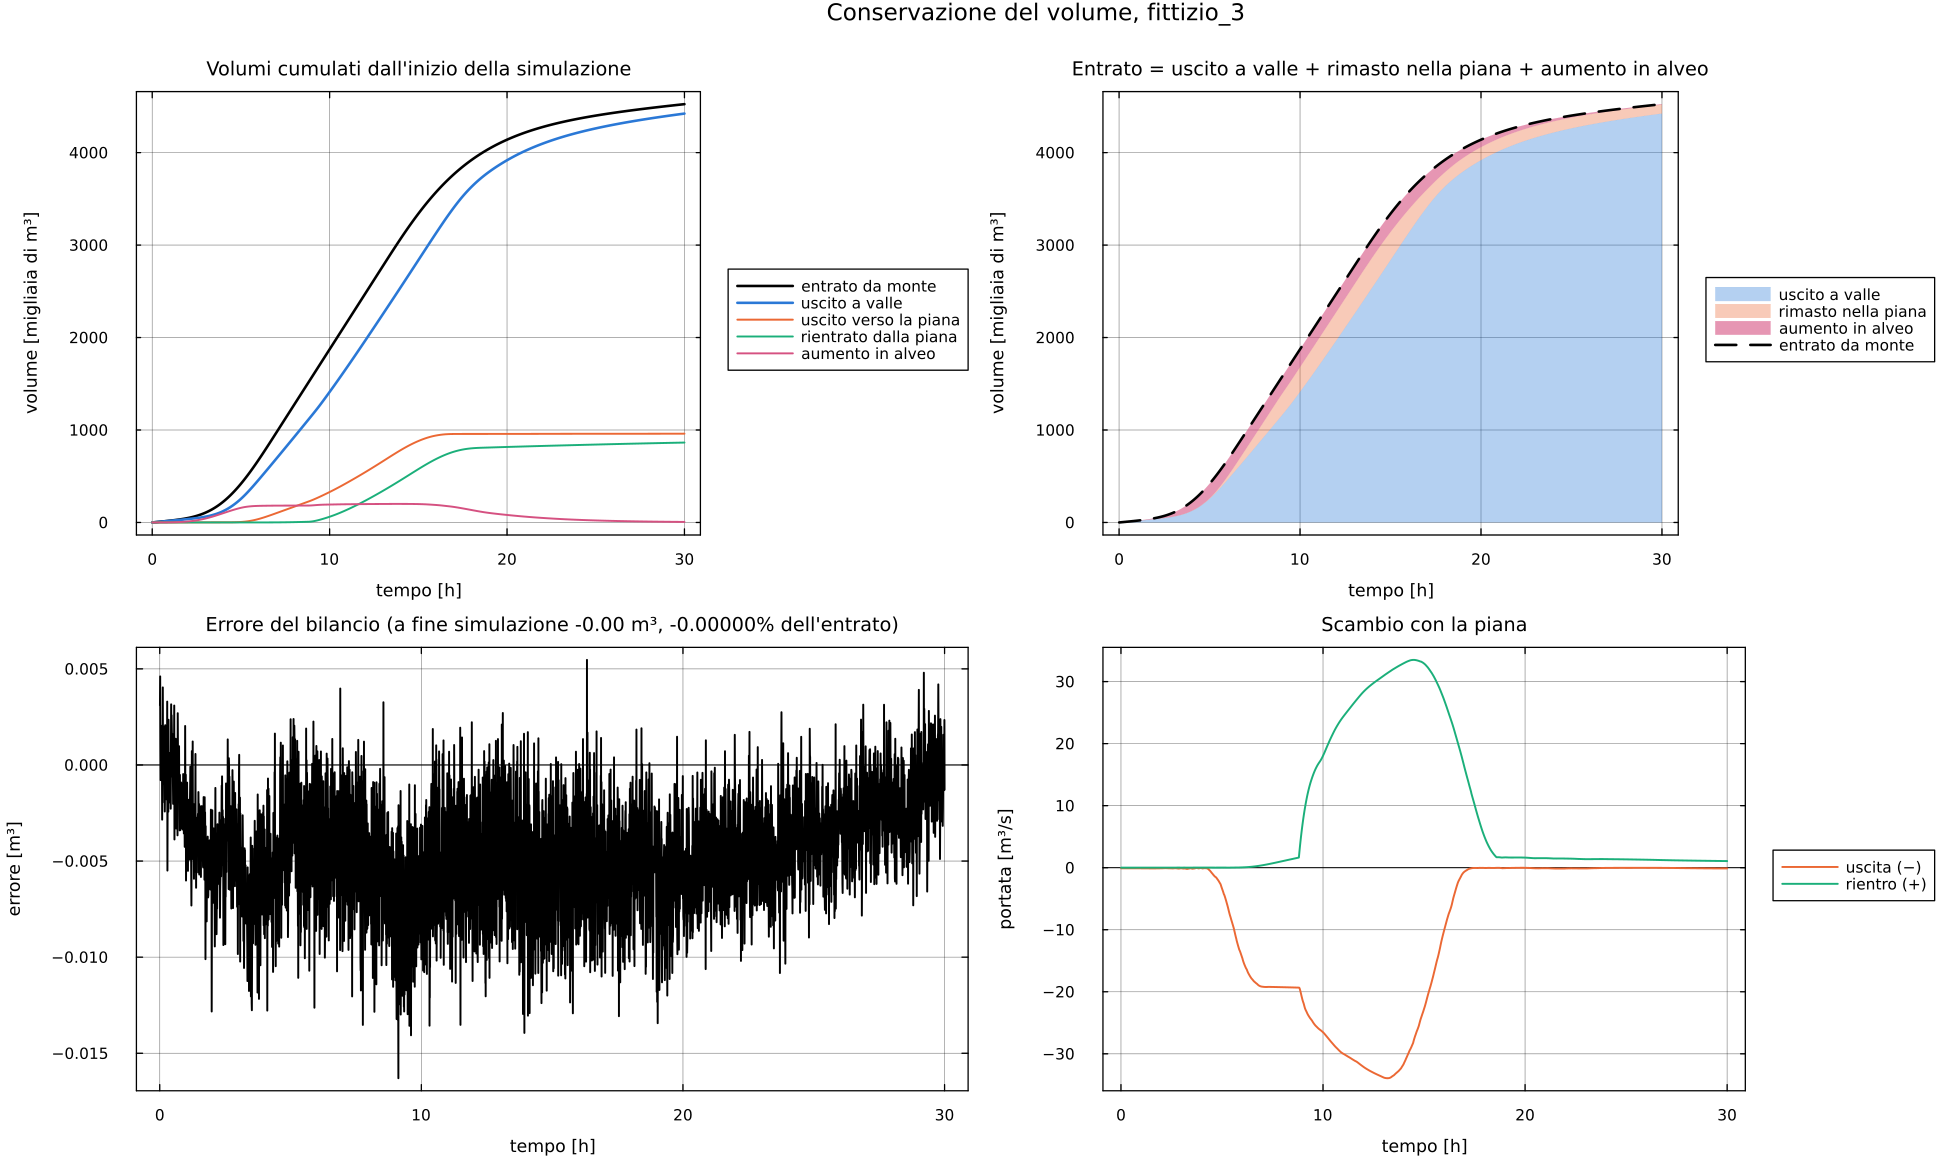 Conservazione del volume, fittizio_3
Volumi cumulati dall'inizio della simulazione
volume [migliaia di m³]
4000
3000
2000
1000
0
0 10 20 30
tempo [h]
entrato da monte
uscito a valle
uscito verso la piana
rientrato dalla piana
aumento in alveo
Entrato = uscito a valle + rimasto nella piana + aumento in alveo
volume [migliaia di m³]
4000
3000
2000
1000
0
0 10 20 30
tempo [h]
uscito a valle
rimasto nella piana
aumento in alveo
entrato da monte
Errore del bilancio (a fine simulazione -0.00 m³, -0.00000% dell'entrato)
errore [m³]
0.005
0.000
−0.005
−0.010
−0.015
0 10 20 30
tempo [h]
Scambio con la piana
portata [m³/s]
30
20
10
0
−10
−20
−30
0 10 20 30
tempo [h]
uscita (−)
rientro (+)